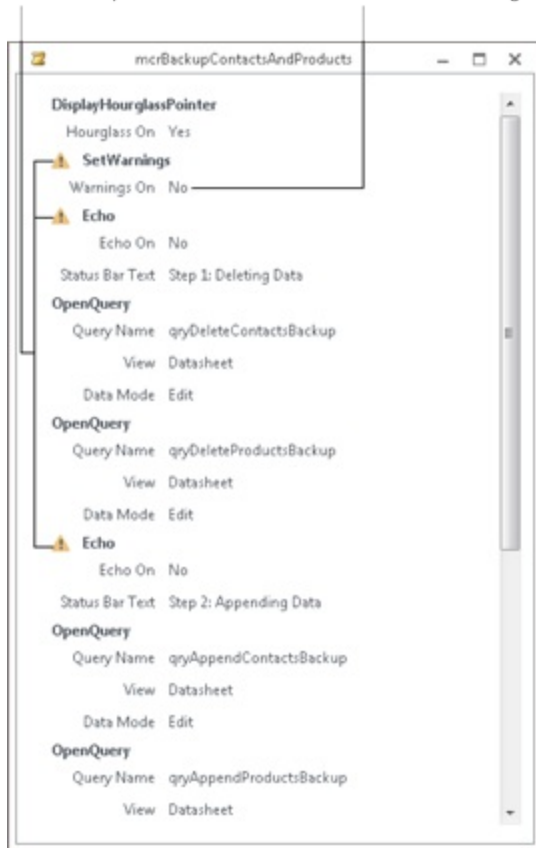 mcrBackupContactsAndProducts
DisplayHourglassPointer
Hourglass On Yes
SetWarnings
Warnings On No
Echo
Echo On No
Status Bar Text Step 1: Deleting Data
OpenQuery
Query Name qryDeleteContactsBackup
View Datasheet
Data Mode Edit
OpenQuery
Query Name qryDeleteProductsBackup
View Datasheet
Data Mode Edit
Echo
Echo On No
Status Bar Text Step 2: Appending Data
OpenQuery
Query Name qryAppendContactsBackup
View Datasheet
Data Mode Edit
OpenQuery
Query Name qryAppendProductsBackup
View Datasheet